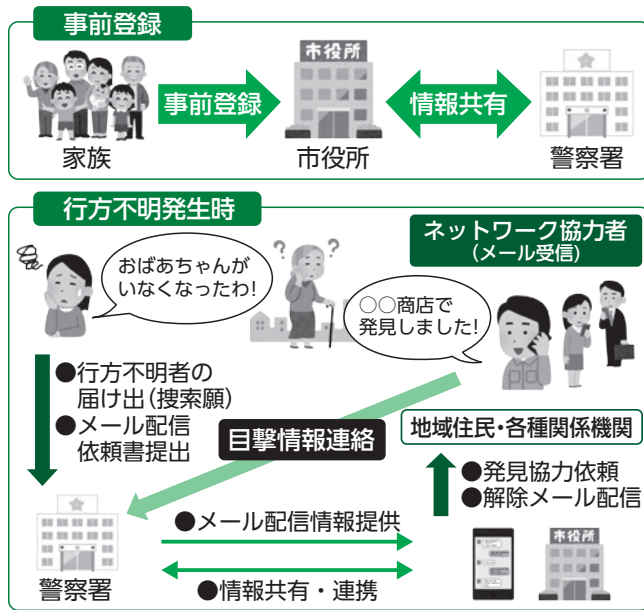 事前登録
市役所
事前登録
情報共有
家族
市役所
警察署
行方不明発生時
おばあちゃんが
いなくなったわ!
?
?
ネットワーク協力者
(メール受信)
○○商店で
発見しました!
●行方不明者の
届け出(捜索願)
●メール配信
依頼書提出
目撃情報連絡
地域住民・各種関係機関
●発見協力依頼
●解除メール配信
●メール配信情報提供
市役所
警察署
●情報共有・連携